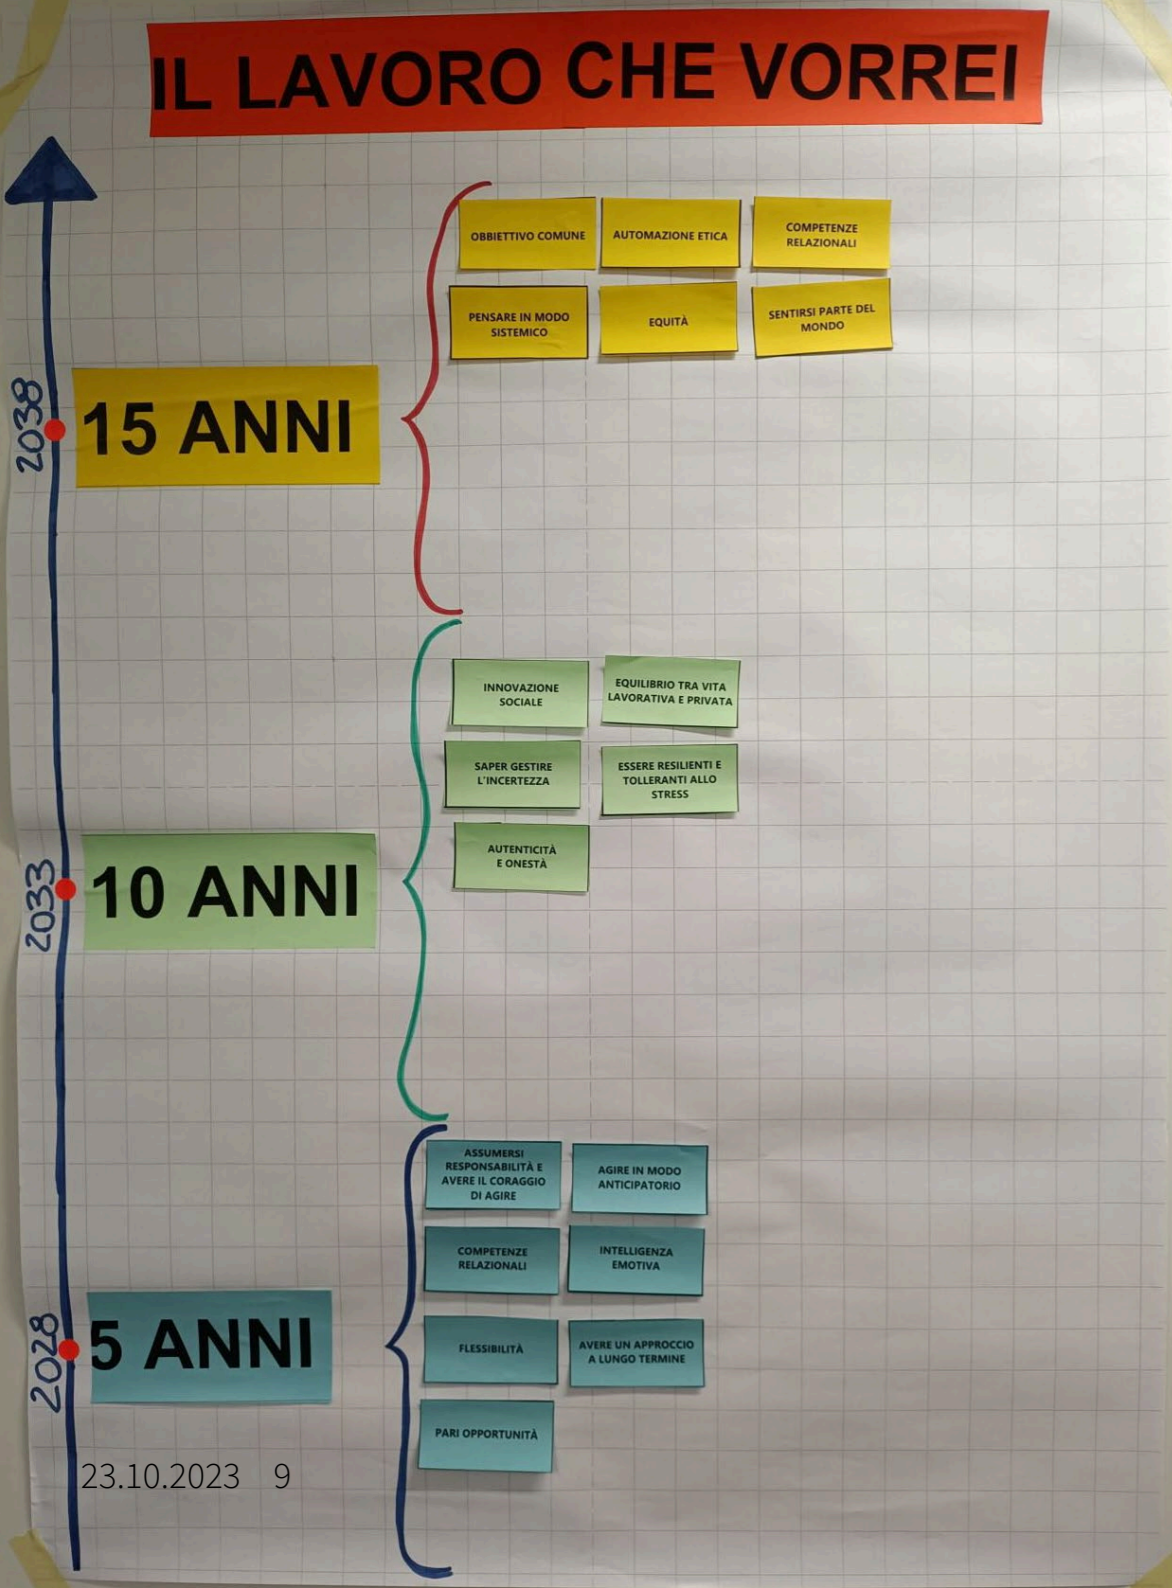 IL LAVORO CHE VORREI
OBBIETTIVO COMUNE
AUTOMAZIONE ETICA
COMPETENZE
RELAZIONALI
PENSARE IN MODO
SISTEMICO
EQUITÀ
SENTIRSI PARTE DEL
MONDO
2038
15 ANNI
INNOVAZIONE
SOCIALE
EQUILIBRIO TRA VITA
LAVORATIVA E PRIVATA
SAPER GESTIRE
L'INCERTEZZA
ESSERE RESILIENTI E
TOLLERANTI ALLO
STRESS
AUTENTICITÀ
E ONESTÀ
2033
10 ANNI
ASSUMERSI
RESPONSABILITÀ E
AVERE IL CORAGGIO
DI AGIRE
AGIRE IN MODO
ANTICIPATORIO
COMPETENZE
RELAZIONALI
INTELLIGENZA
EMOTIVA
2028
5 ANNI
FLESSIBILITÀ
AVERE UN APPROCCIO
A LUNGO TERMINE
PARI OPPORTUNITÀ
23.10.2023 9